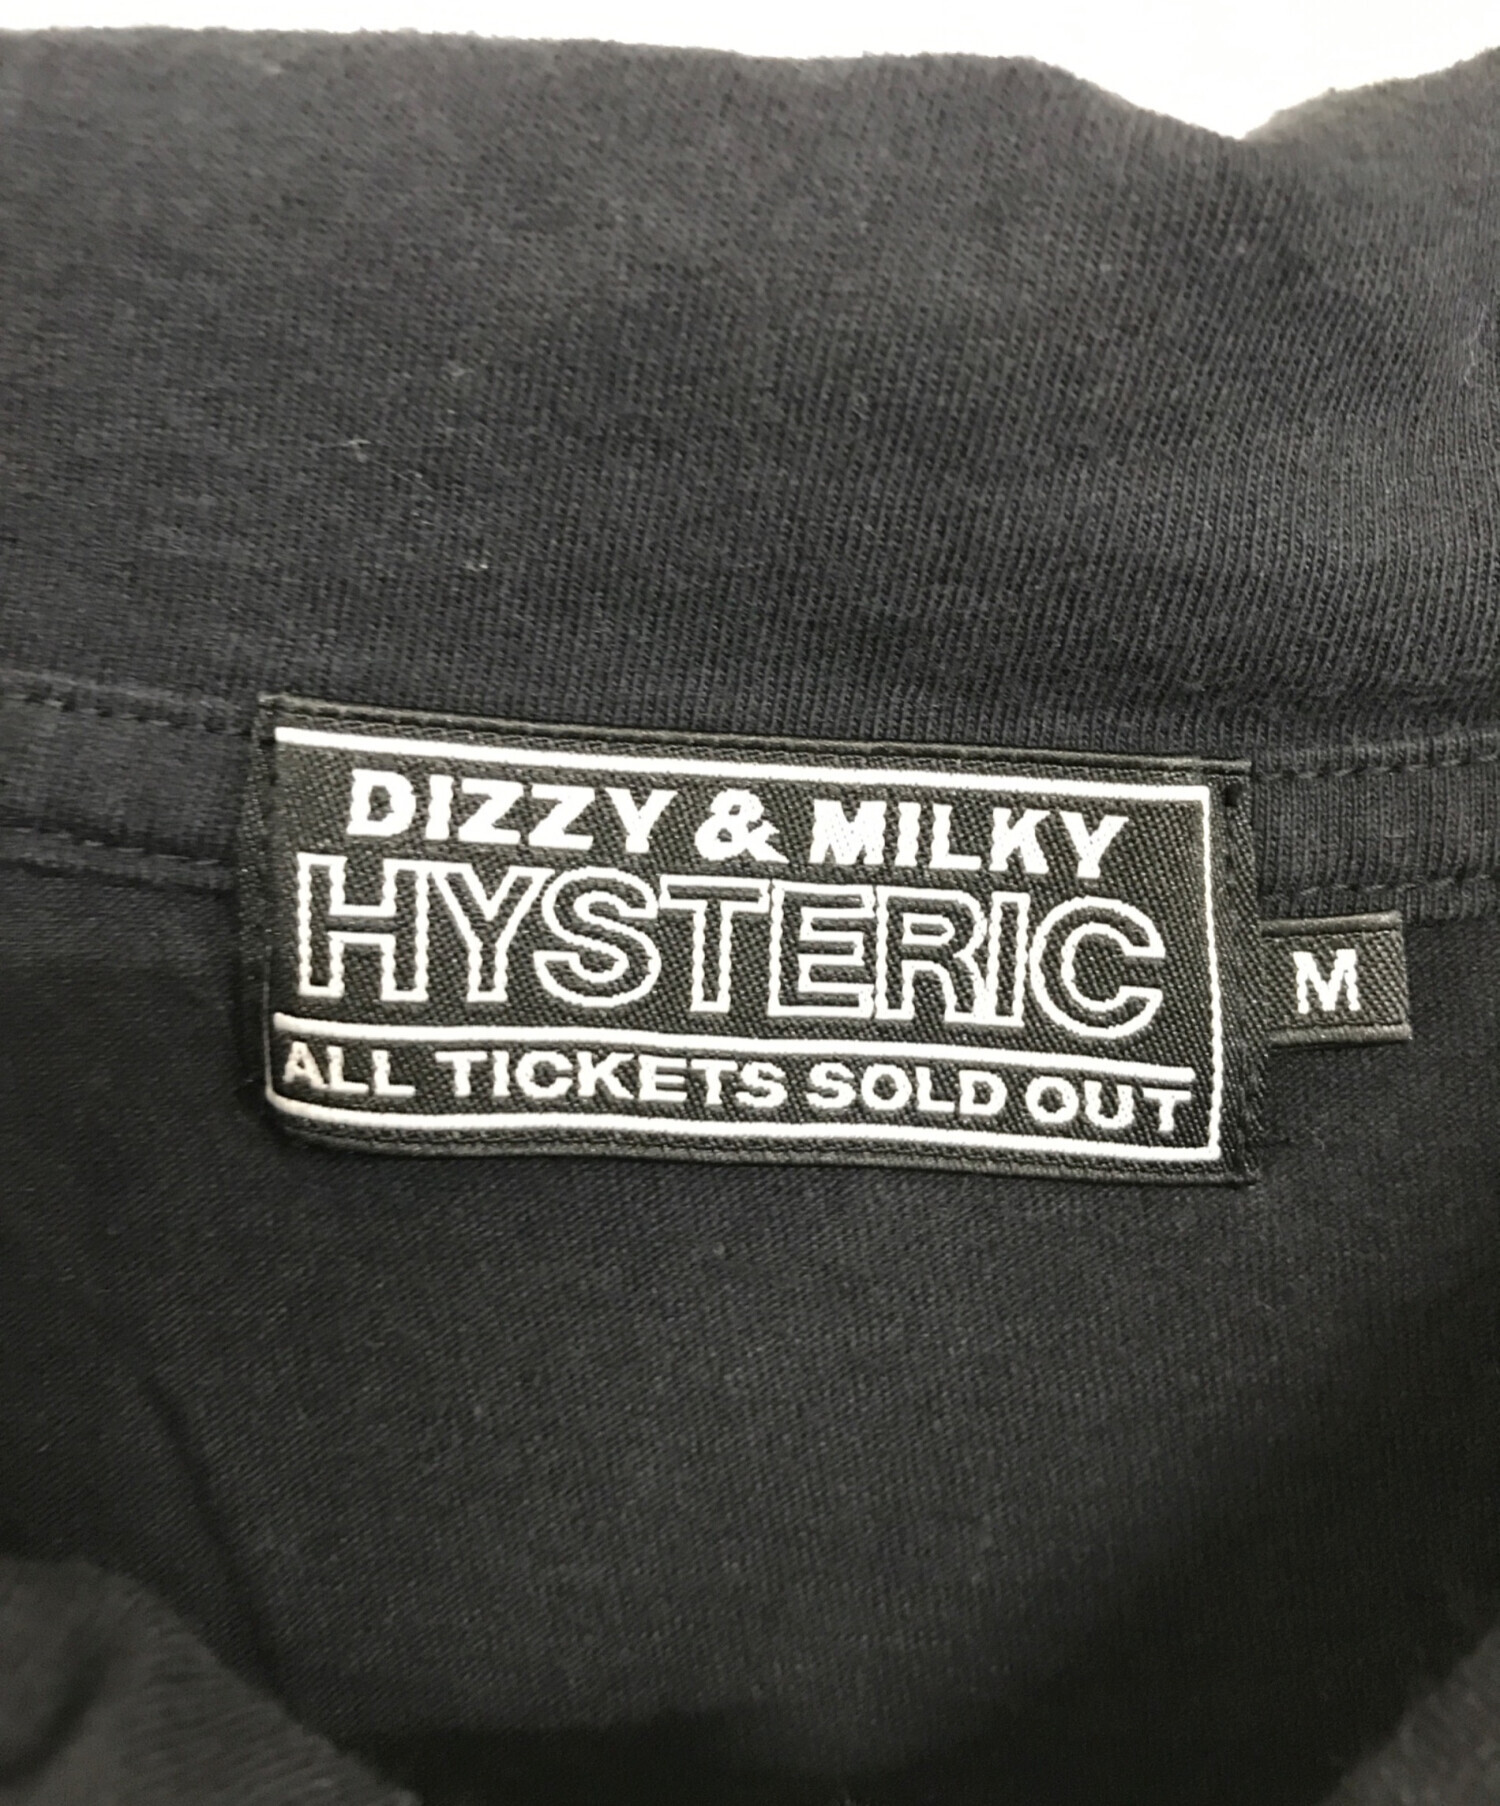 DIZZY & MILKY
HYSTERIC
ALL TICKETS SOLD OUT
M